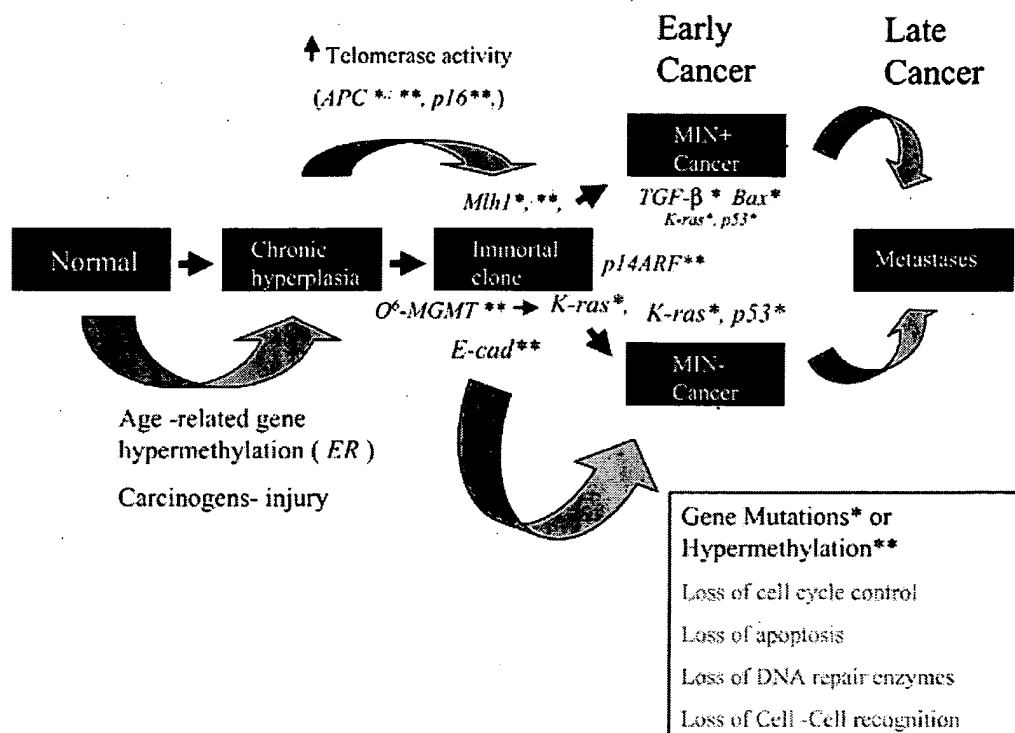 Early
Cancer
Late
Cancer
↑ Telomerase activity
(APC *, **, p16**,)
MIN+
Cancer
Mlh1*, **,
TGF-β * Bax*
K-ras*, p53*
Normal
Chronic
hyperplasia
Immortal
clone
p14ARF**
Metastases
O⁶-MGMT ** → K-ras*,
K-ras*, p53*
E-cad**
MIN-
Cancer
Age -related gene
hypermethylation ( ER )
Carcinogens- injury
Gene Mutations* or
Hypermethylation**
Loss of cell cycle control
Loss of apoptosis
Loss of DNA repair enzymes
Loss of Cell -Cell recognition